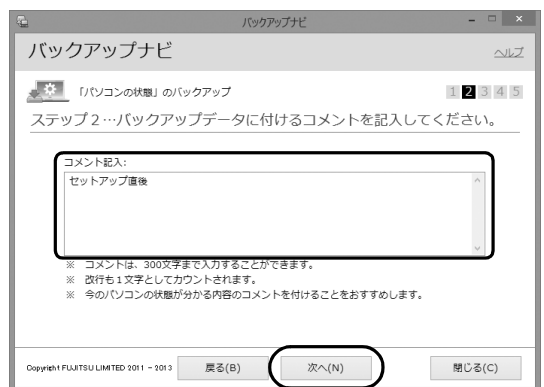 バックアップナビ
バックアップナビ
ヘルプ
「パソコンの状態」のバックアップ
1 2 3 4 5
ステップ2…バックアップデータに付けるコメントを記入してください。
コメント記入:
セットアップ直後
※ コメントは、300文字まで入力することができます。
※ 改行も1文字としてカウントされます。
※ 今のパソコンの状態が分かる内容のコメントを付けることをおすすめします。
Copyright FUJITSU LIMITED 2011 - 2013
戻る(B)
次へ(N)
閉じる(C)